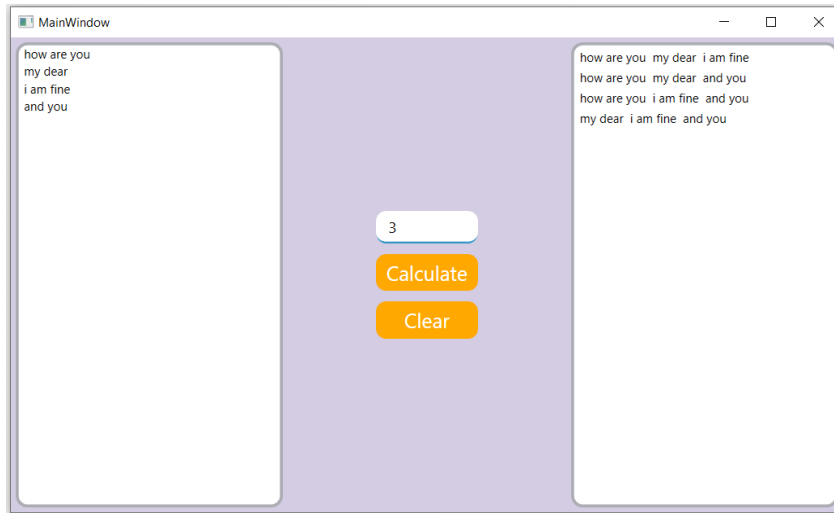 MainWindow
how are you
my dear
i am fine
and you
3
Calculate
Clear
how are you  my dear  i am fine
how are you  my dear  and you
how are you  i am fine  and you
my dear  i am fine  and you